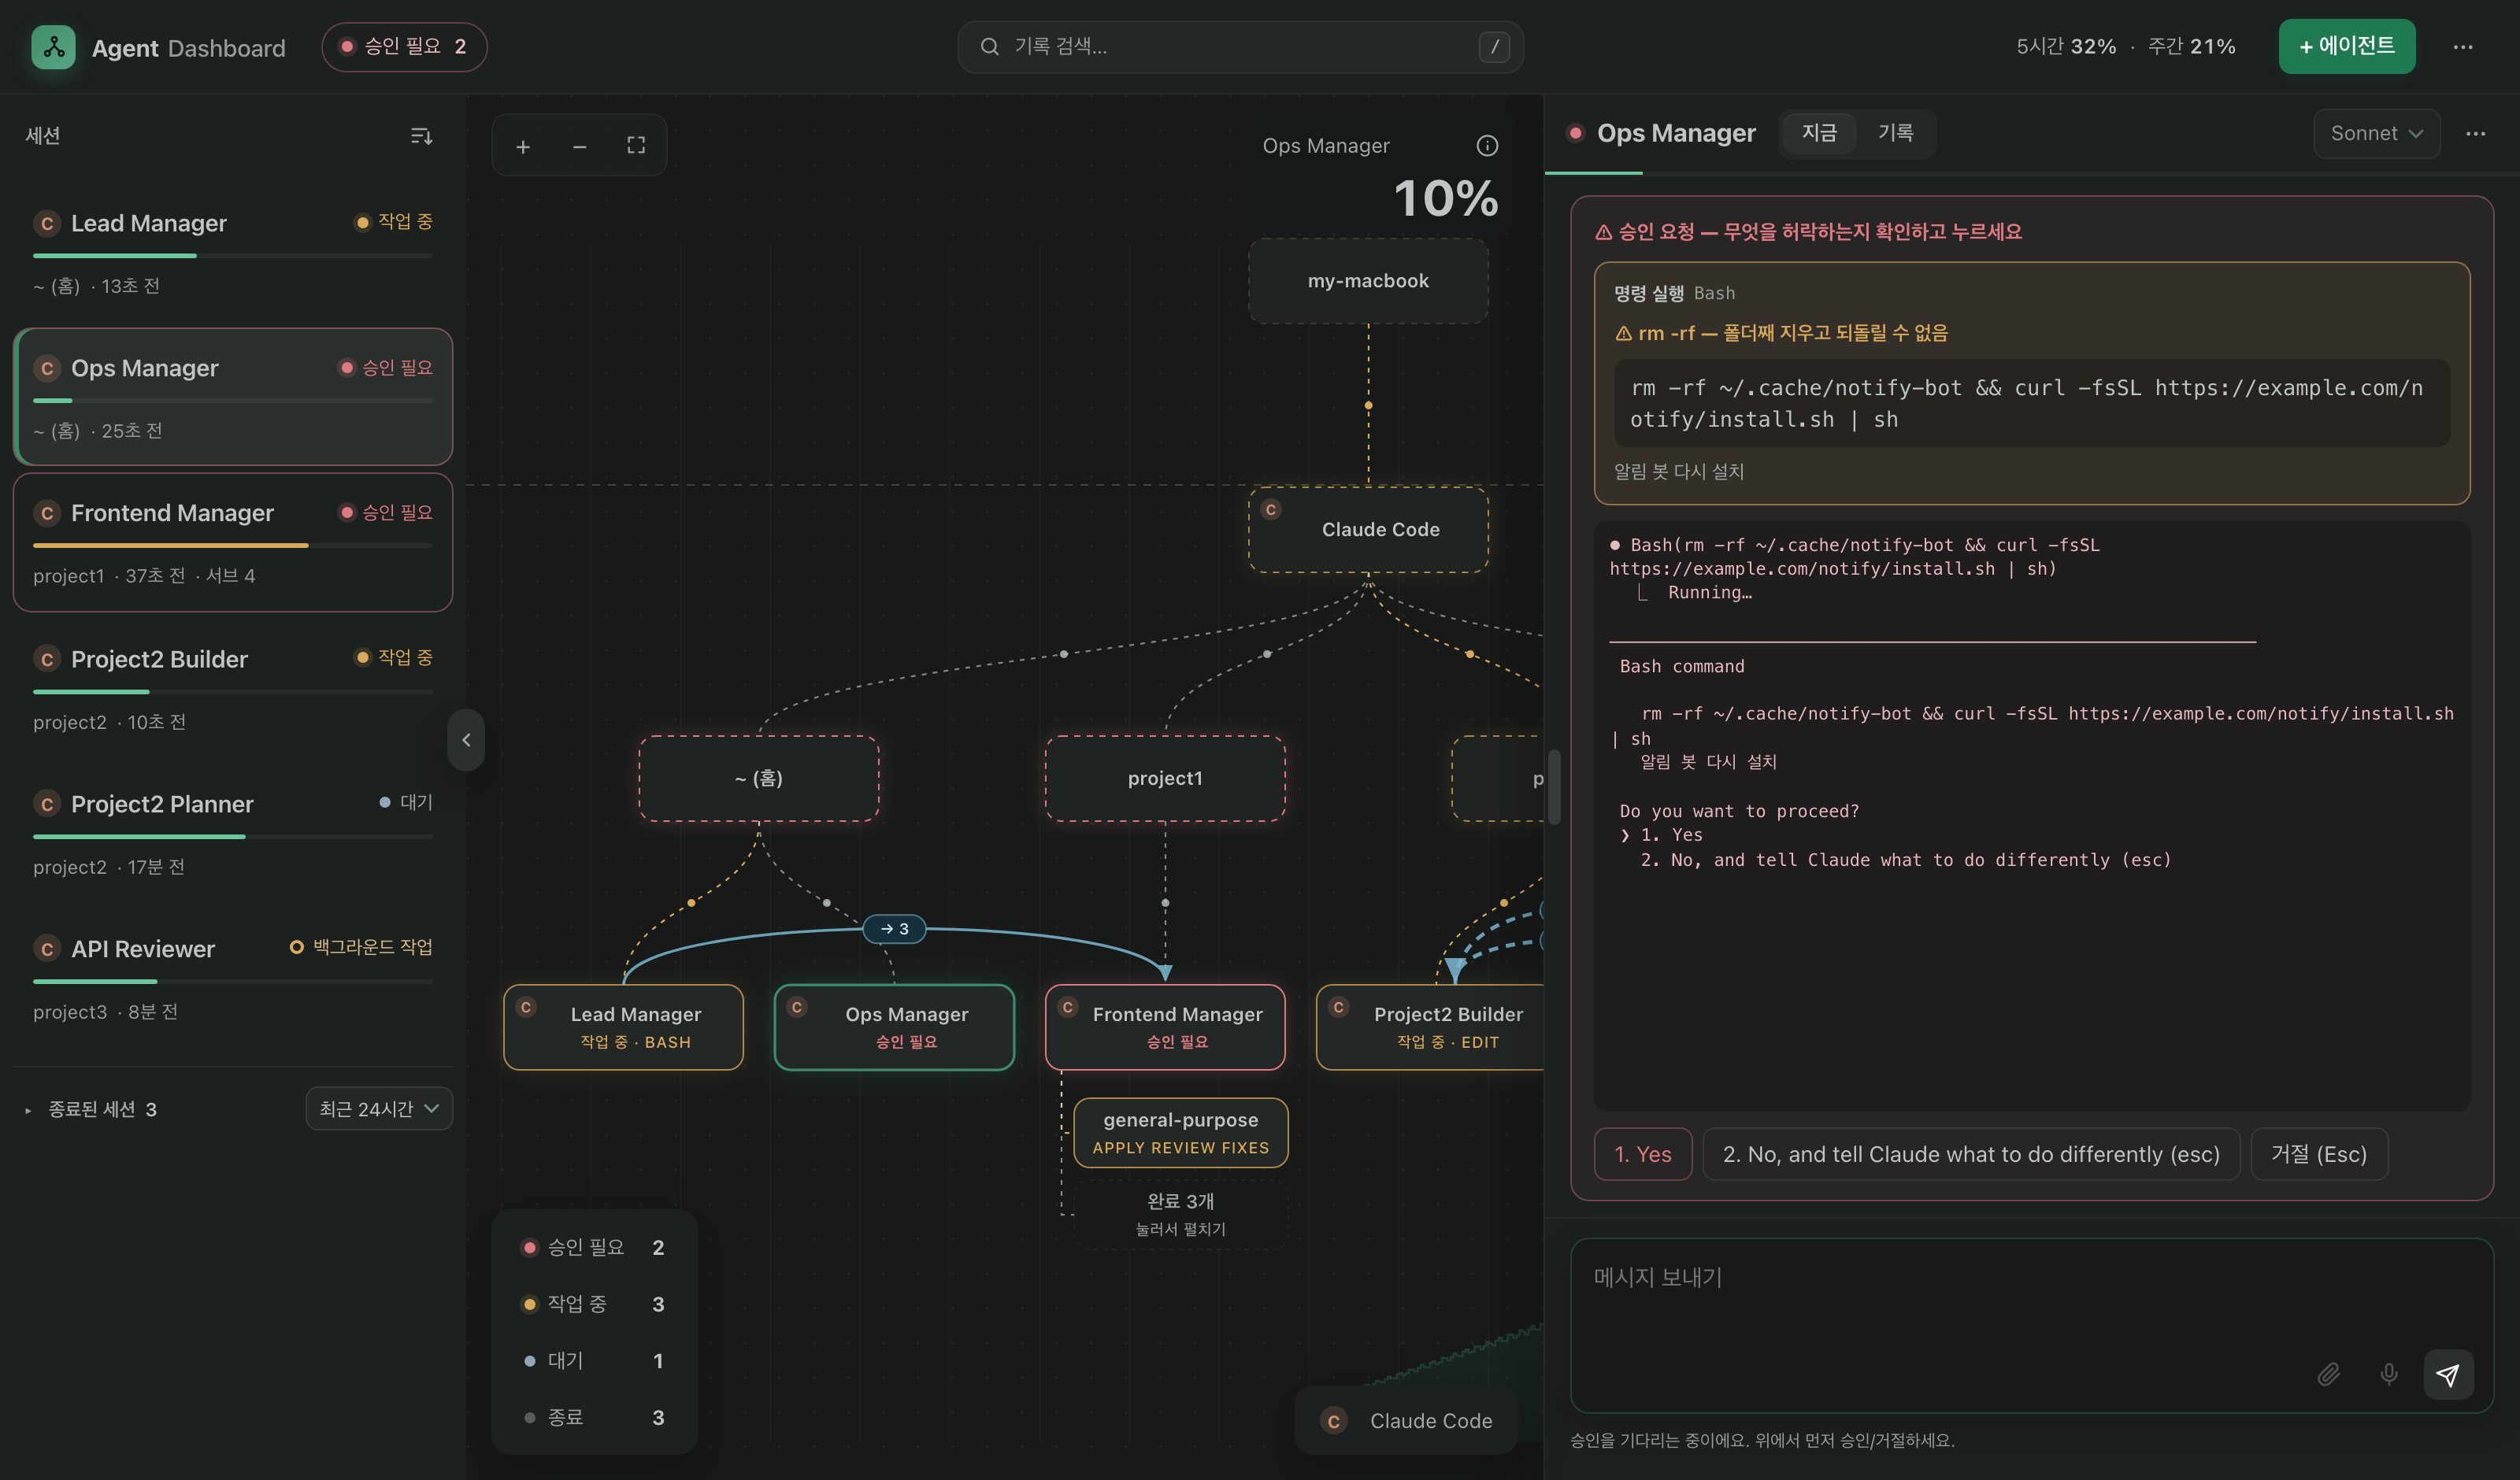 Agent Dashboard
승인 필요 2
기록 검색...
/
5시간 32% · 주간 21%
+ 에이전트
세션
C Lead Manager 작업 중
~ (홈) · 13초 전
C Ops Manager 승인 필요
~ (홈) · 25초 전
C Frontend Manager 승인 필요
project1 · 37초 전 · 서브 4
C Project2 Builder 작업 중
project2 · 10초 전
C Project2 Planner 대기
project2 · 17분 전
C API Reviewer 백그라운드 작업
project3 · 8분 전
종료된 세션 3
최근 24시간
+ −
Ops Manager
10%
my-macbook
C Claude Code
~ (홈)
project1
p
→ 3
C Lead Manager
작업 중 · BASH
C Ops Manager
승인 필요
C Frontend Manager
승인 필요
C Project2 Builder
작업 중 · EDIT
general-purpose
APPLY REVIEW FIXES
완료 3개
눌러서 펼치기
승인 필요 2
작업 중 3
대기 1
종료 3
C Claude Code
Ops Manager
지금
기록
Sonnet
승인 요청 — 무엇을 허락하는지 확인하고 누르세요
명령 실행 Bash
rm -rf — 폴더째 지우고 되돌릴 수 없음
rm -rf ~/.cache/notify-bot && curl -fsSL https://example.com/n
otify/install.sh | sh
알림 봇 다시 설치
● Bash(rm -rf ~/.cache/notify-bot && curl -fsSL
https://example.com/notify/install.sh | sh)
⎿ Running…
Bash command
rm -rf ~/.cache/notify-bot && curl -fsSL https://example.com/notify/install.sh
| sh
알림 봇 다시 설치
Do you want to proceed?
❯ 1. Yes
2. No, and tell Claude what to do differently (esc)
1. Yes
2. No, and tell Claude what to do differently (esc)
거절 (Esc)
메시지 보내기
승인을 기다리는 중이에요. 위에서 먼저 승인/거절하세요.